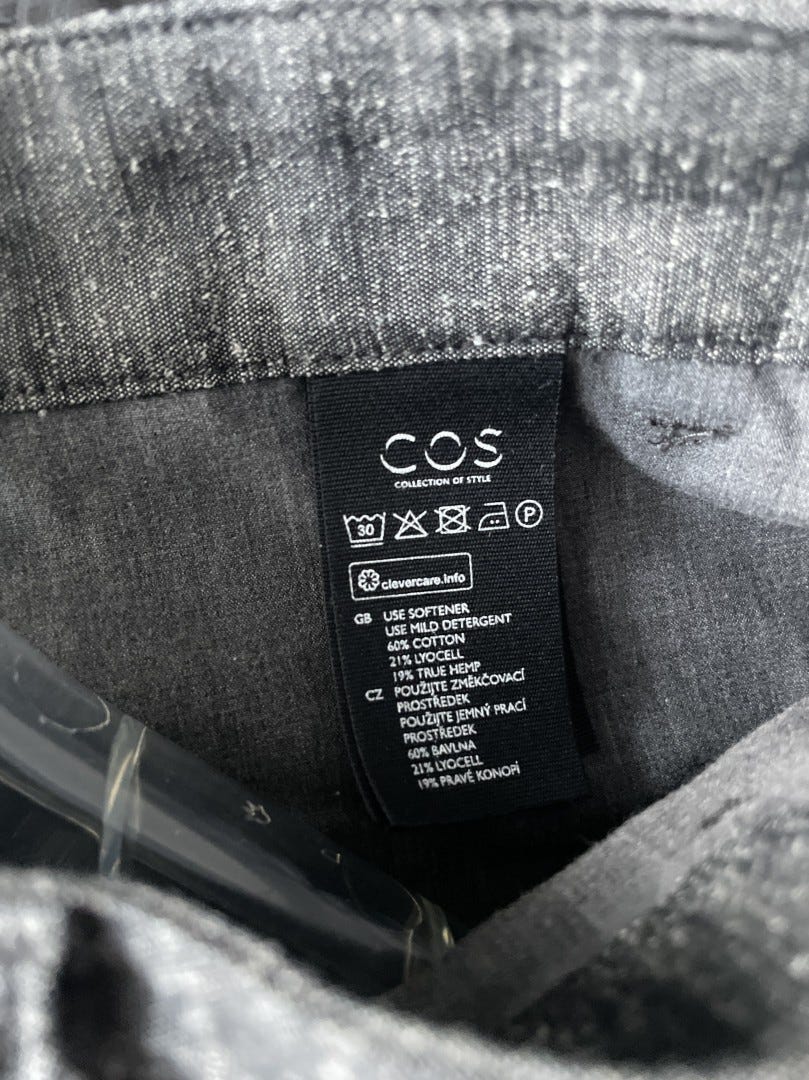 COS
COLLECTION OF STYLE
30 P
clevercare.info
GB USE SOFTENER
USE MILD DETERGENT
60% COTTON
21% LYOCELL
19% TRUE HEMP
CZ POUŽIJTE ZMĚKČOVACÍ
PROSTŘEDEK
POUŽIJTE JEMNÝ PRACÍ
PROSTŘEDEK
60% BAVLNA
21% LYOCELL
19% PRAVÉ KONOPÍ